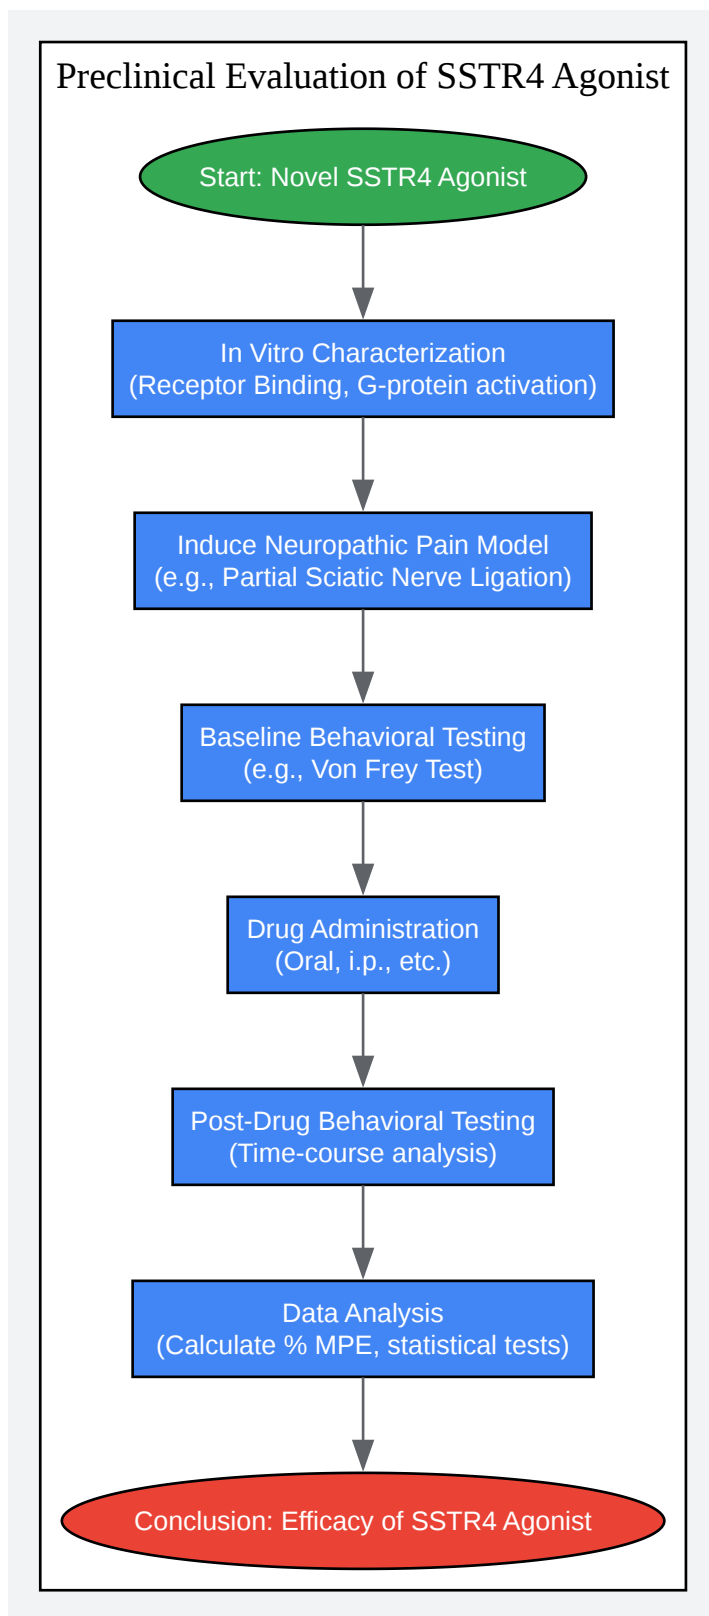 Preclinical Evaluation of SSTR4 Agonist
Start: Novel SSTR4 Agonist
In Vitro Characterization
(Receptor Binding, G-protein activation)
Induce Neuropathic Pain Model
(e.g., Partial Sciatic Nerve Ligation)
Baseline Behavioral Testing
(e.g., Von Frey Test)
Drug Administration
(Oral, i.p., etc.)
Post-Drug Behavioral Testing
(Time-course analysis)
Data Analysis
(Calculate % MPE, statistical tests)
Conclusion: Efficacy of SSTR4 Agonist